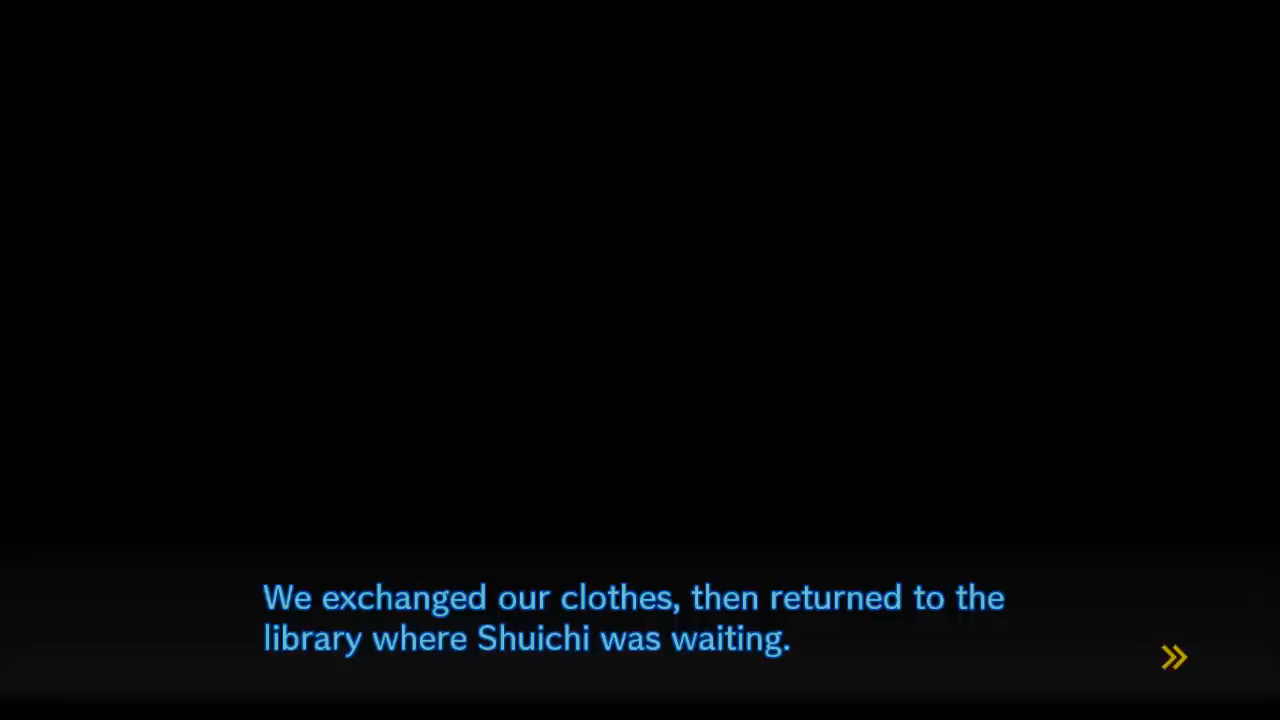 We exchanged our clothes, then returned to the
library where Shuichi was waiting.